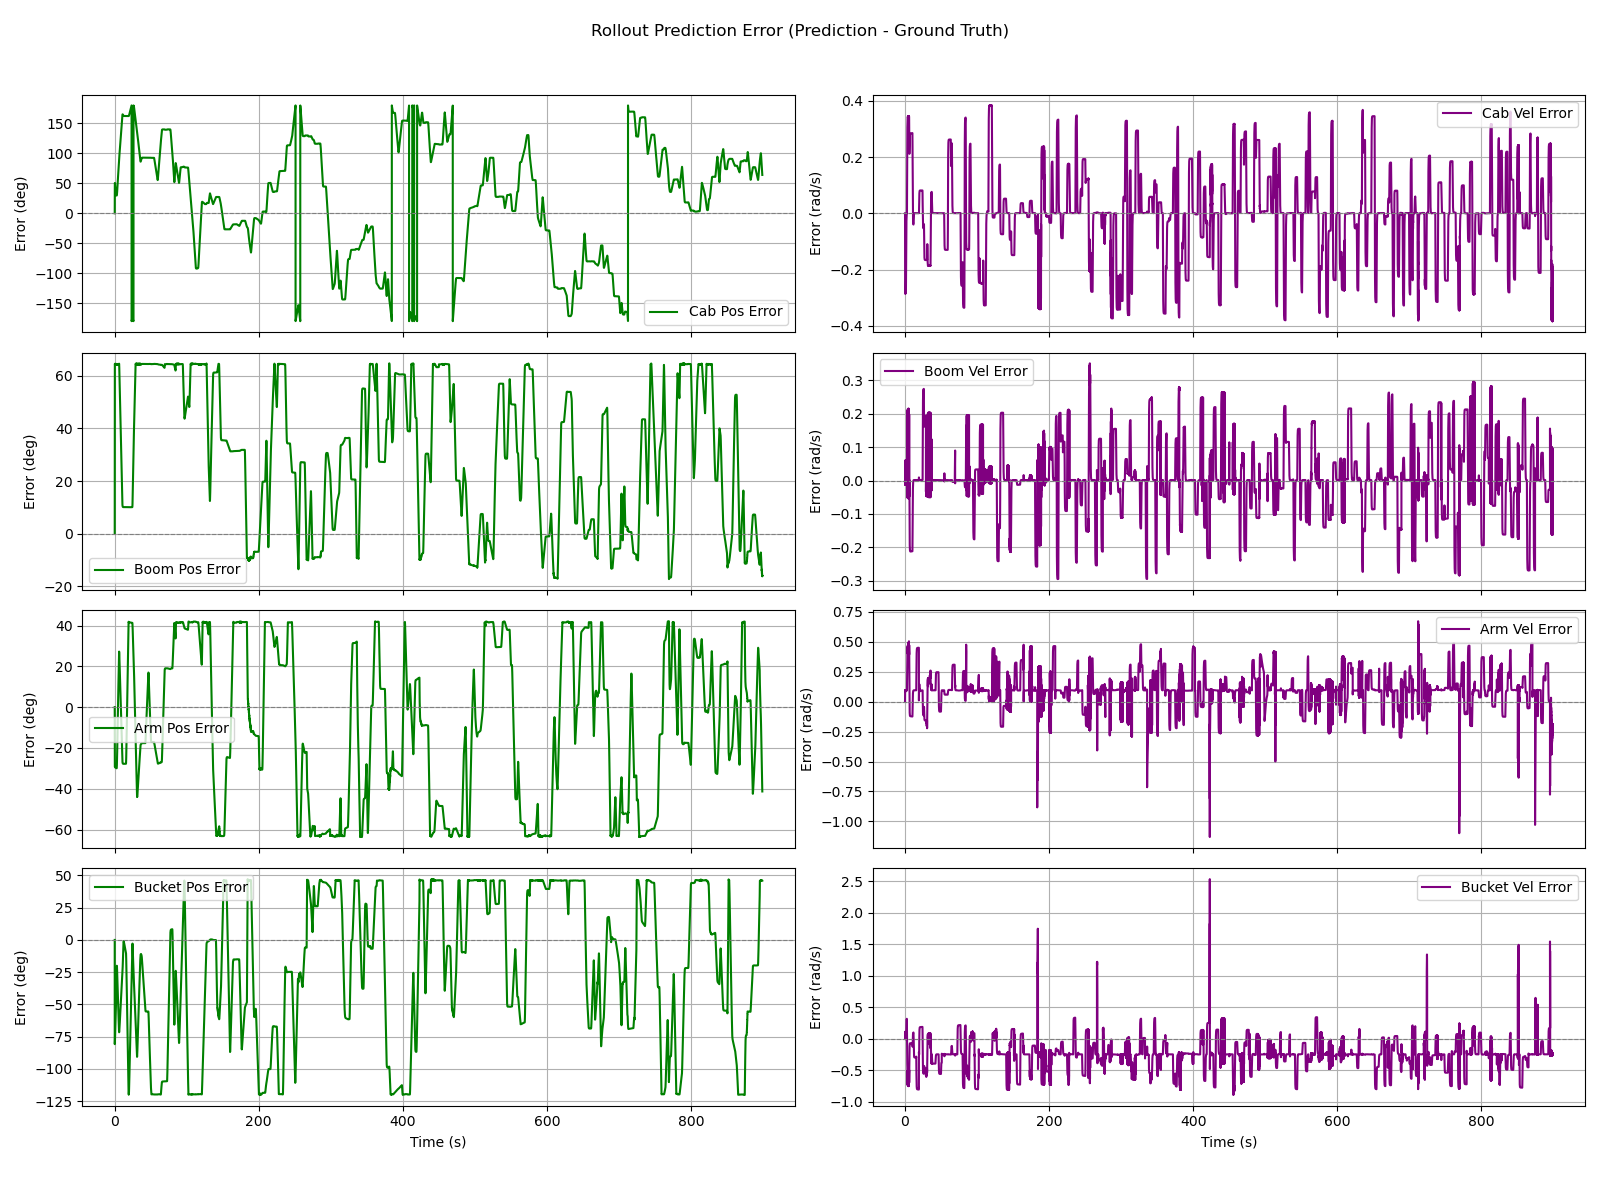 Rollout Prediction Error (Prediction - Ground Truth)
Error (deg)
150
100
50
0
−50
−100
−150
Cab Pos Error
Error (rad/s)
0.4
0.2
0.0
−0.2
−0.4
Cab Vel Error
Error (deg)
60
40
20
0
−20
Boom Pos Error
Error (rad/s)
0.3
0.2
0.1
0.0
−0.1
−0.2
−0.3
Boom Vel Error
Error (deg)
40
20
0
−20
−40
−60
Arm Pos Error
Error (rad/s)
0.75
0.50
0.25
0.00
−0.25
−0.50
−0.75
−1.00
Arm Vel Error
Error (deg)
50
25
0
−25
−50
−75
−100
−125
Bucket Pos Error
0 200 400 600 800
Time (s)
Error (rad/s)
2.5
2.0
1.5
1.0
0.5
0.0
−0.5
−1.0
Bucket Vel Error
0 200 400 600 800
Time (s)